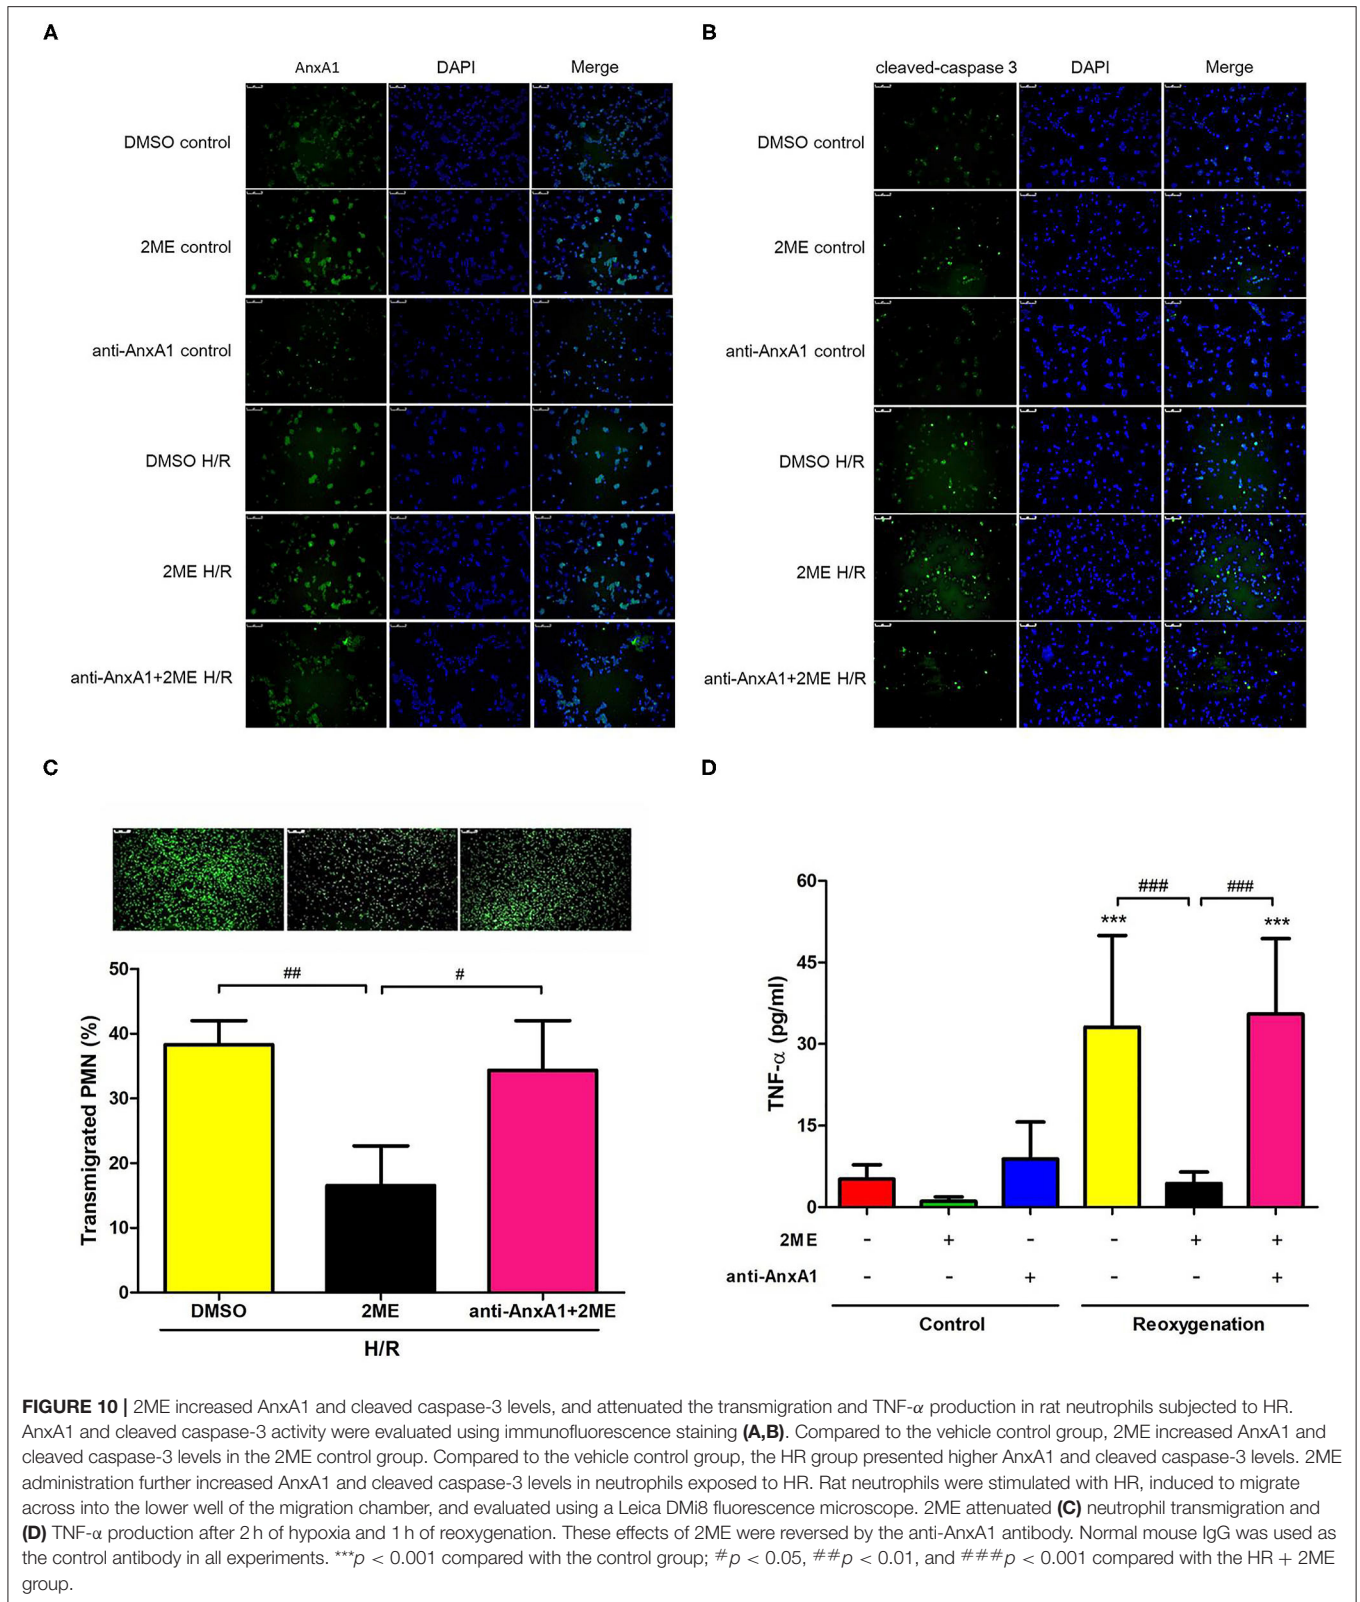 A
AnxA1 DAPI Merge
DMSO control
2ME control
anti-AnxA1 control
DMSO H/R
2ME H/R
anti-AnxA1+2ME H/R
B
cleaved-caspase 3 DAPI Merge
DMSO control
2ME control
anti-AnxA1 control
DMSO H/R
2ME H/R
anti-AnxA1+2ME H/R
C
Transmigrated PMN (%)
50
40
30
20
10
0
## #
DMSO 2ME anti-AnxA1+2ME
H/R
D
TNF-α (pg/ml)
60
45
30
15
0
### ###
*** ***
2ME - + - - + +
anti-AnxA1 - - + - - +
Control Reoxygenation
FIGURE 10 | 2ME increased AnxA1 and cleaved caspase-3 levels, and attenuated the transmigration and TNF-α production in rat neutrophils subjected to HR.
AnxA1 and cleaved caspase-3 activity were evaluated using immunofluorescence staining (A,B). Compared to the vehicle control group, 2ME increased AnxA1 and
cleaved caspase-3 levels in the 2ME control group. Compared to the vehicle control group, the HR group presented higher AnxA1 and cleaved caspase-3 levels. 2ME
administration further increased AnxA1 and cleaved caspase-3 levels in neutrophils exposed to HR. Rat neutrophils were stimulated with HR, induced to migrate
across into the lower well of the migration chamber, and evaluated using a Leica DMi8 fluorescence microscope. 2ME attenuated (C) neutrophil transmigration and
(D) TNF-α production after 2 h of hypoxia and 1 h of reoxygenation. These effects of 2ME were reversed by the anti-AnxA1 antibody. Normal mouse IgG was used as
the control antibody in all experiments. ***p < 0.001 compared with the control group; #p < 0.05, ##p < 0.01, and ###p < 0.001 compared with the HR + 2ME
group.